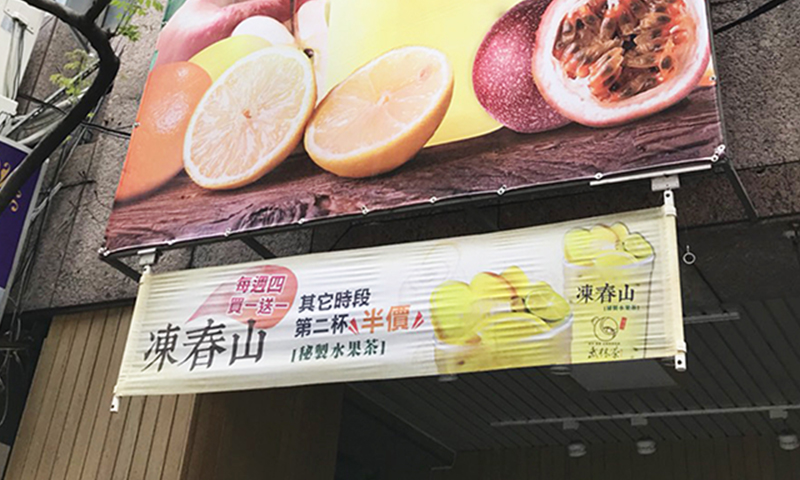 每週四
買一送一
凍春山
其它時段
第二杯半價
[秘製水果茶]
凍春山